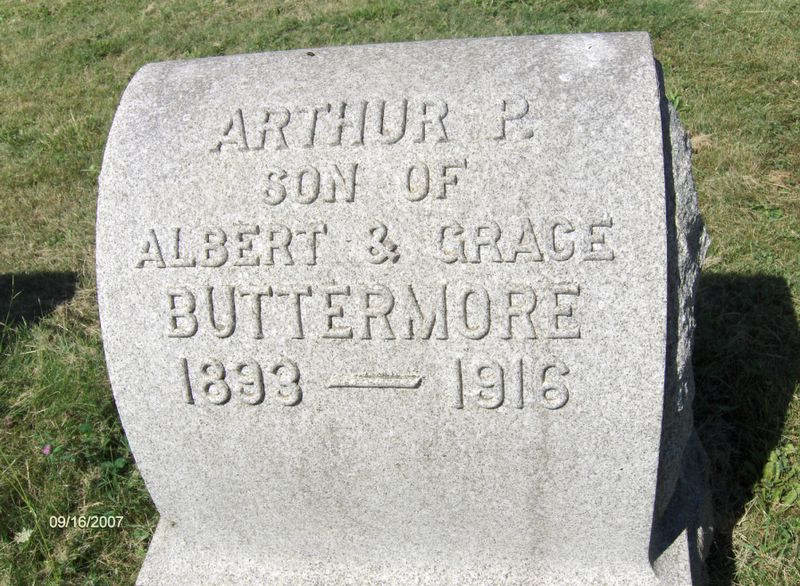 ARTHUR P.
SON OF
ALBERT & GRACE
BUTTERMORE
1893 — 1916
09/16/2007